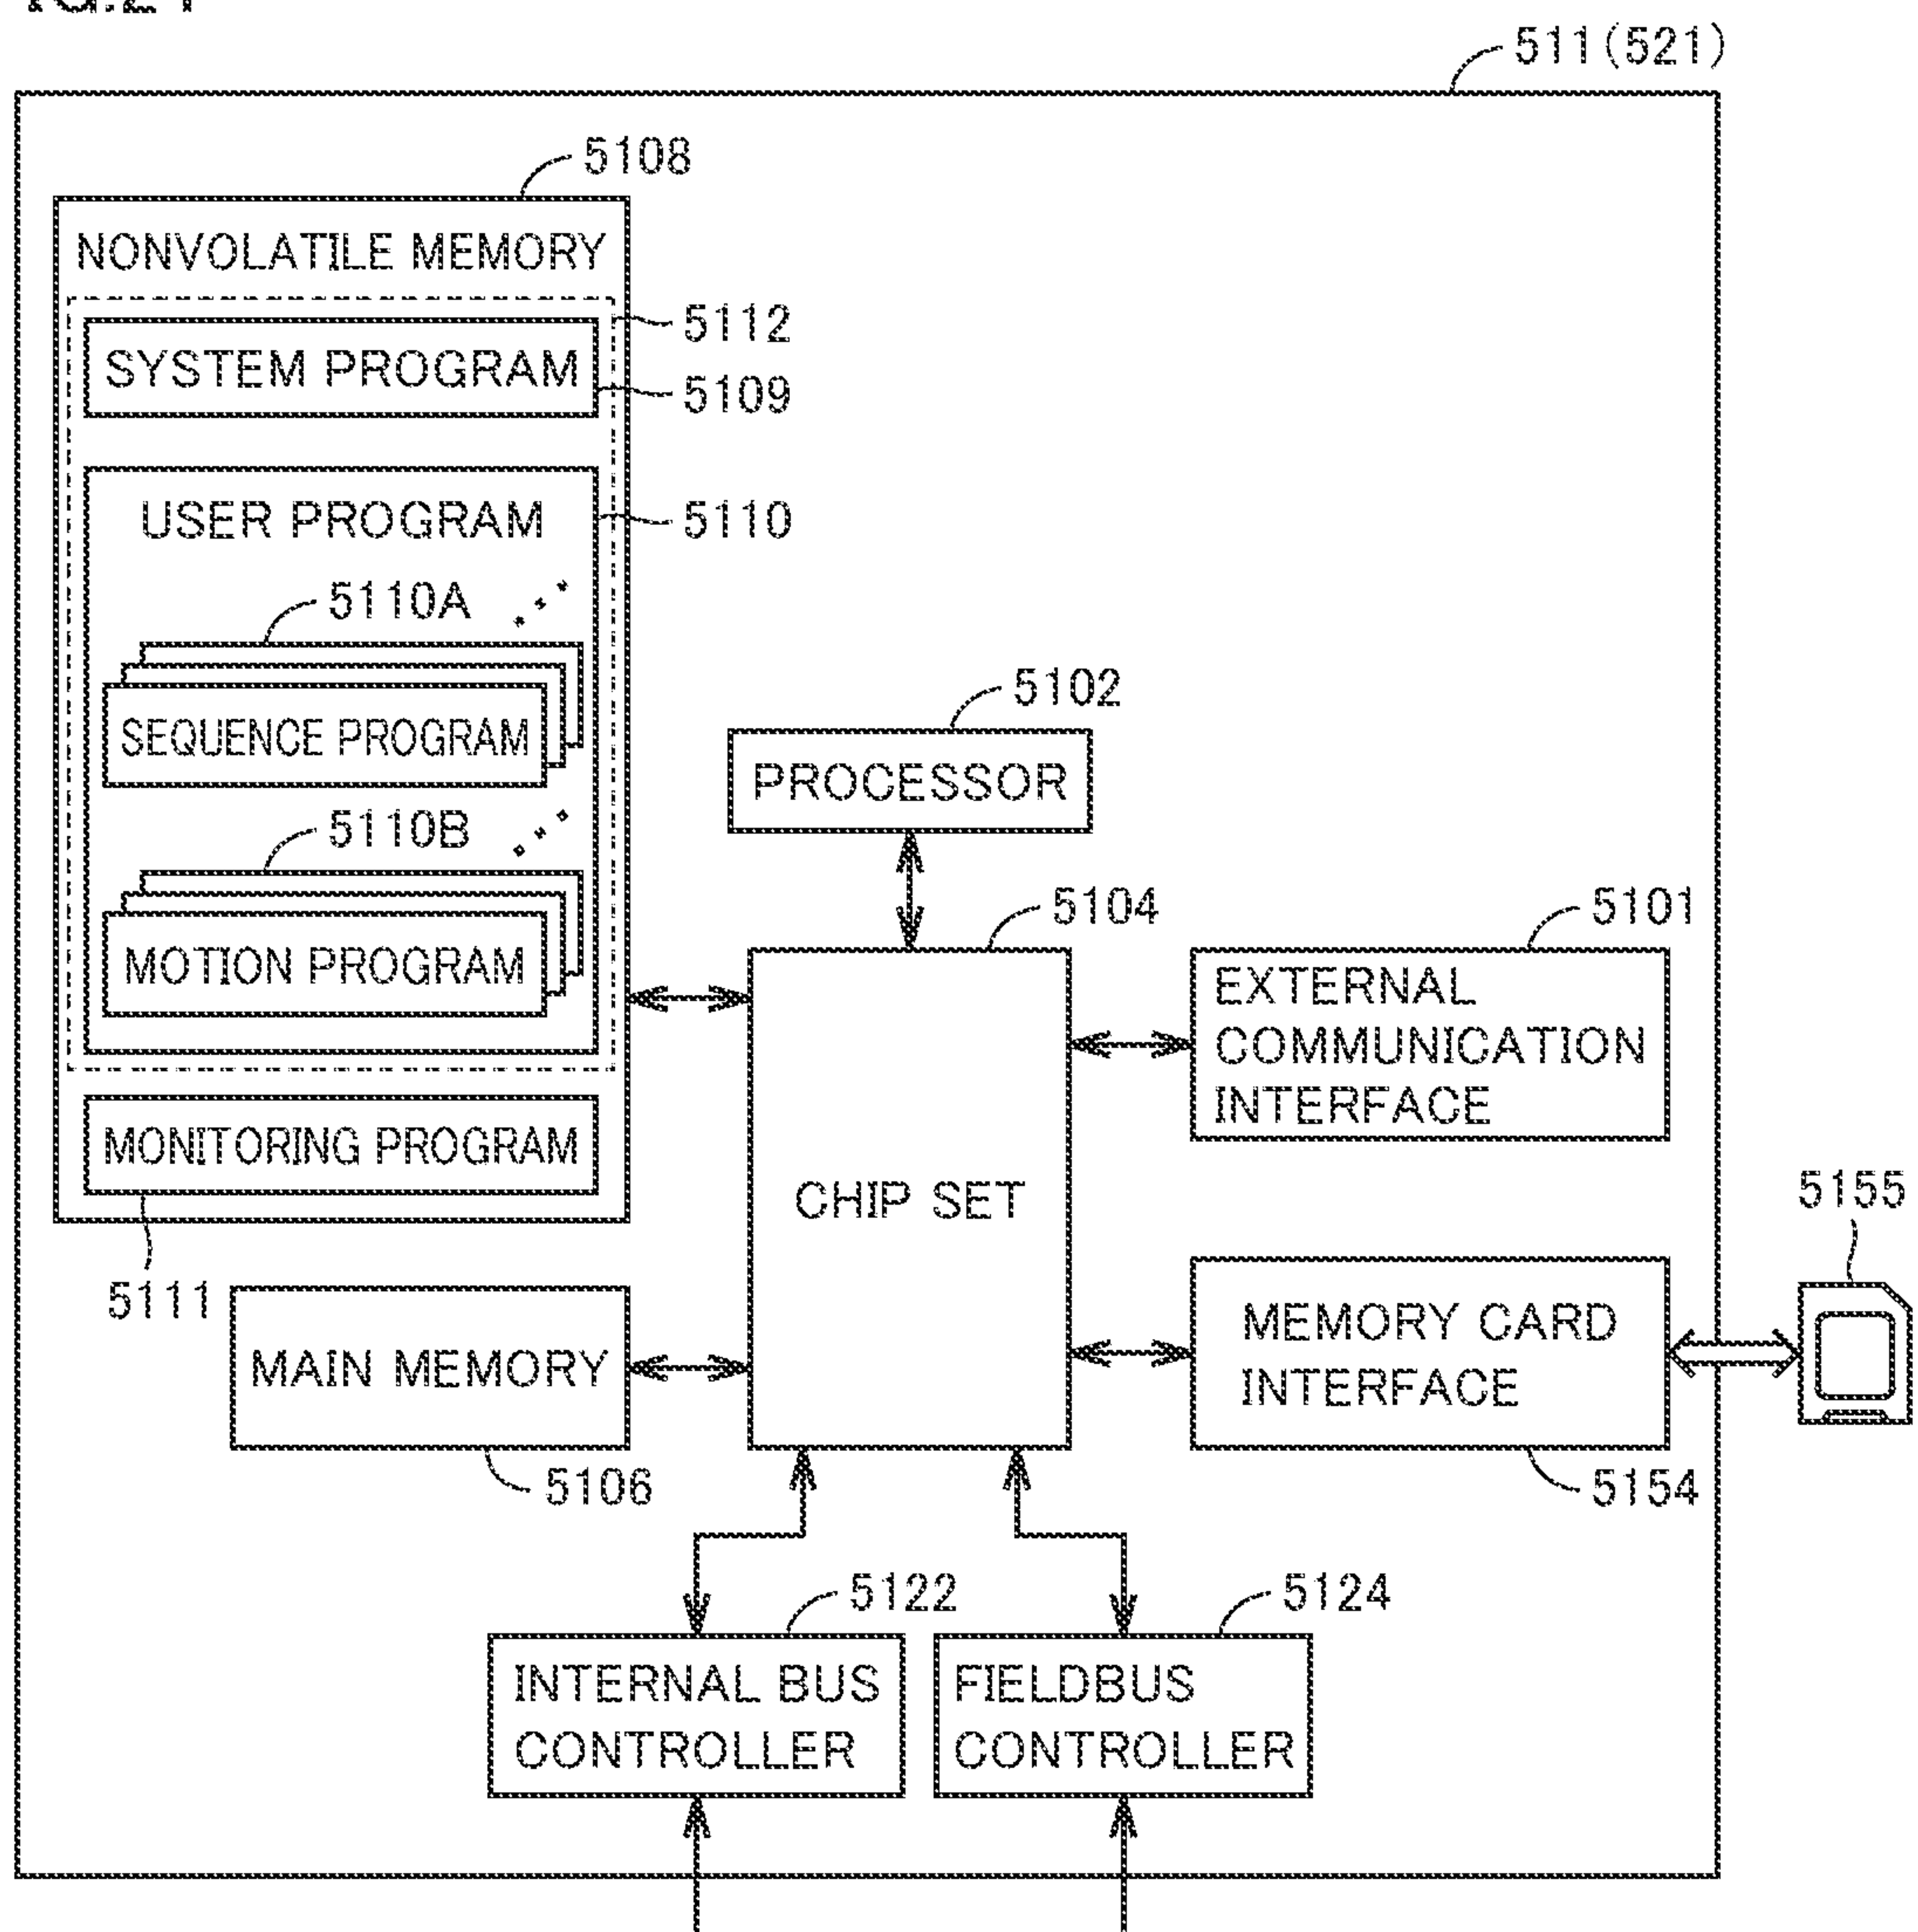 511(521)
5108
NONVOLATILE MEMORY
5112
SYSTEM PROGRAM
5109
USER PROGRAM
5110
5110A
SEQUENCE PROGRAM
5110B
MOTION PROGRAM
MONITORING PROGRAM
5111
5102
PROCESSOR
5104
CHIP SET
5101
EXTERNAL
COMMUNICATION
INTERFACE
5155
MEMORY CARD
INTERFACE
5154
MAIN MEMORY
5106
5122
INTERNAL BUS
CONTROLLER
5124
FIELDBUS
CONTROLLER